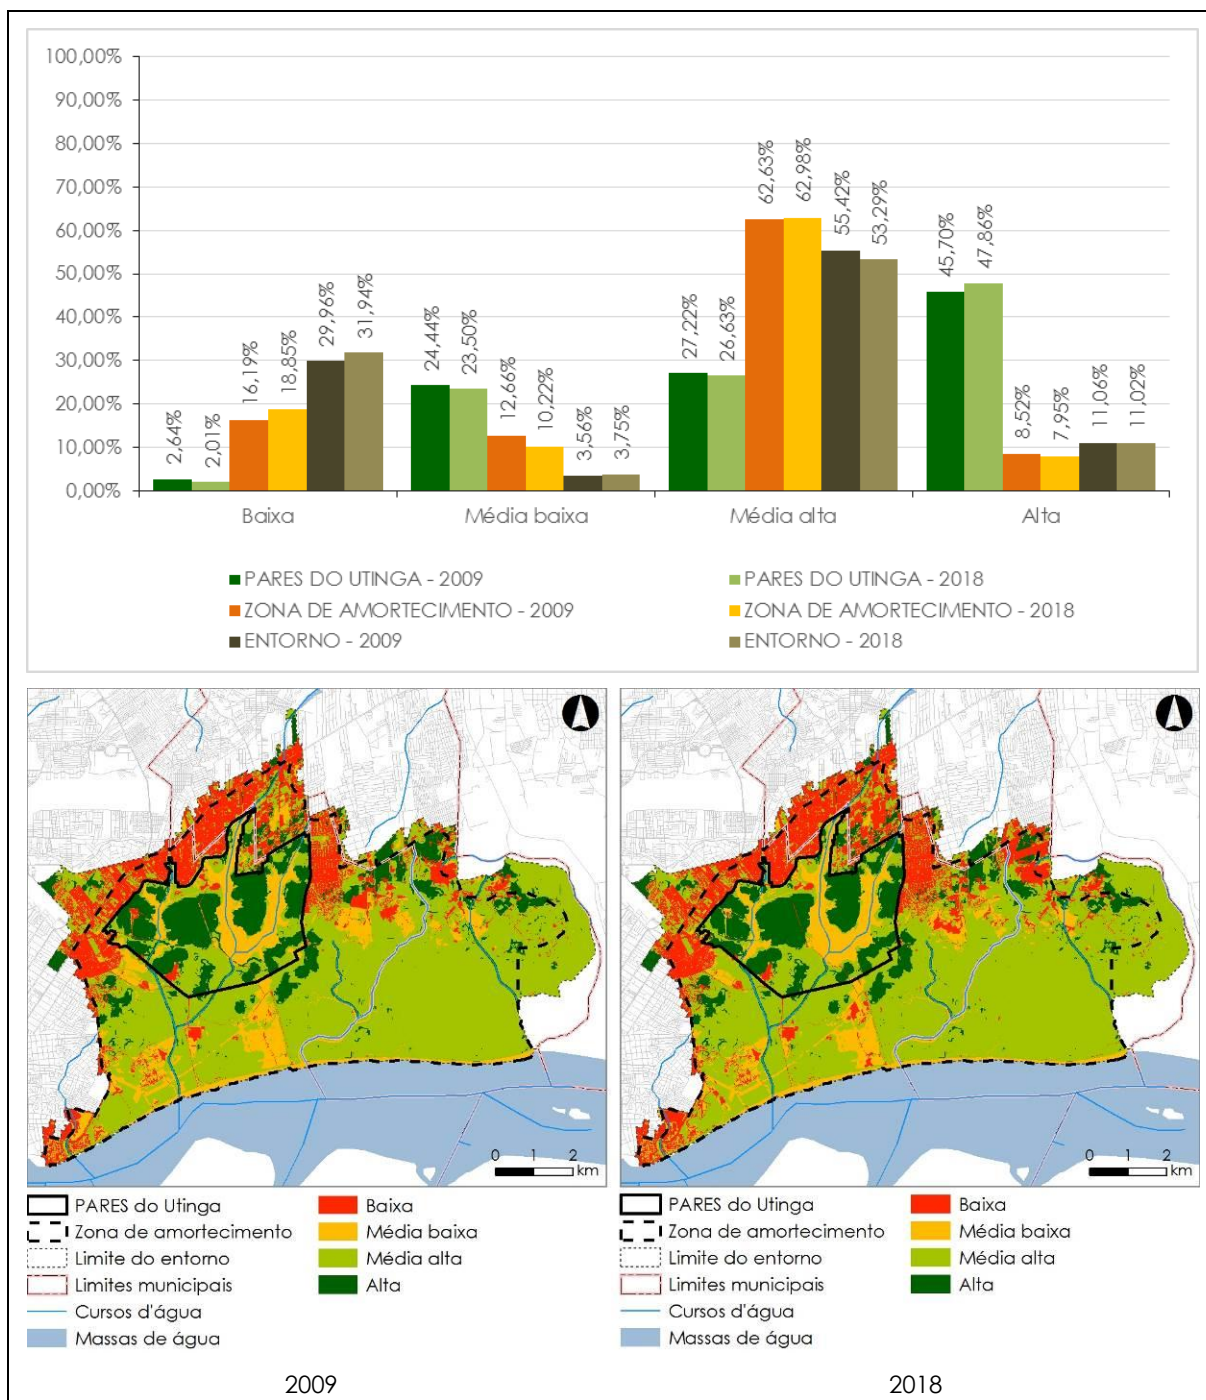 100,00%
90,00%
80,00%
70,00%
60,00%
50,00%
40,00%
30,00%
20,00%
10,00%
0,00%
2,64%
2,01%
16,19%
18,85%
29,96%
31,94%
24,44%
23,50%
12,66%
10,22%
3,56%
3,75%
27,22%
26,63%
62,63%
62,98%
55,42%
53,29%
45,70%
47,86%
8,52%
7,95%
11,06%
11,02%
Baixa Média baixa Média alta Alta
PARES DO UTINGA - 2009 PARES DO UTINGA - 2018
ZONA DE AMORTECIMENTO - 2009 ZONA DE AMORTECIMENTO - 2018
ENTORNO - 2009 ENTORNO - 2018
0 1 2
km
PARES do Utinga Baixa
Zona de amortecimento Média baixa
Limite do entorno Média alta
Limites municipais Alta
Cursos d'água
Massas de água
2009
0 1 2
km
PARES do Utinga Baixa
Zona de amortecimento Média baixa
Limite do entorno Média alta
Limites municipais Alta
Cursos d'água
Massas de água
2018